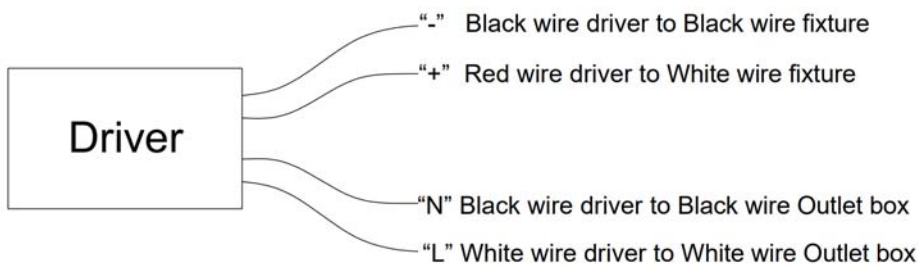 “-” Black wire driver to Black wire fixture
“+” Red wire driver to White wire fixture
Driver
“N” Black wire driver to Black wire Outlet box
“L” White wire driver to White wire Outlet box